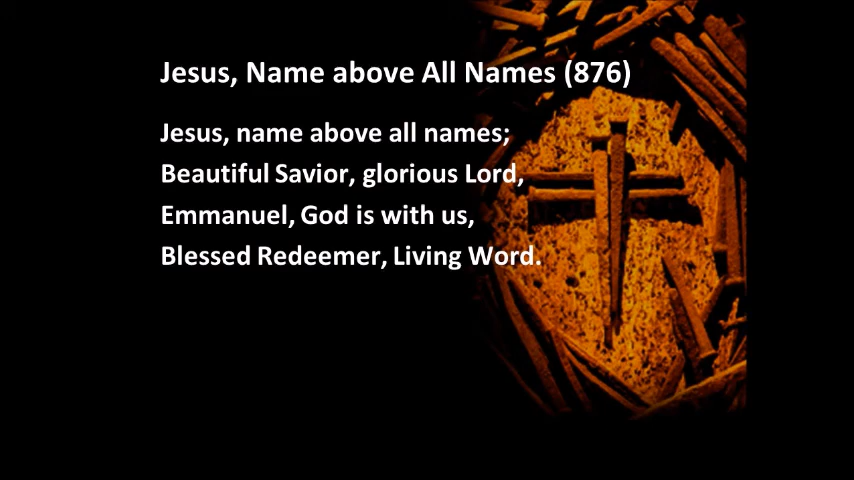 Jesus, Name above All Names (876)
Jesus, name above all names;
Beautiful Savior, glorious Lord,
Emmanuel, God is with us,
Blessed Redeemer, Living Word.